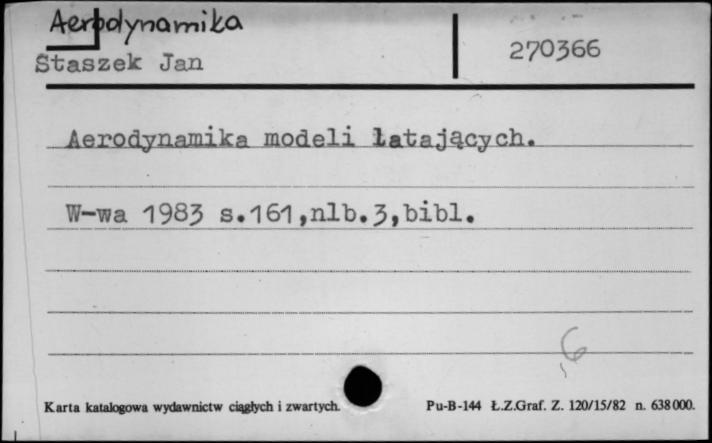 Aerodynamika
Staszek Jan
270366
Aerodynamika modeli latających.
W-wa 1983 s.161,nlb.3,bibl.
6
Karta katalogowa wydawnictw ciągłych i zwartych.
Pu-B-144 Ł.Z.Graf. Z. 120/15/82 n. 638000.